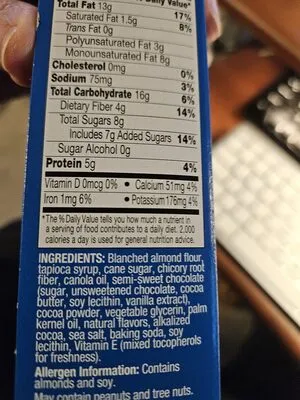 Daily Value*
Total Fat 13g 17%
Saturated Fat 1.5g 8%
Trans Fat 0g
Polyunsaturated Fat 3g
Monounsaturated Fat 8g
Cholesterol 0mg 0%
Sodium 75mg 3%
Total Carbohydrate 16g 6%
Dietary Fiber 4g 14%
Total Sugars 8g
Includes 7g Added Sugars 14%
Sugar Alcohol 0g
Protein 5g 4%
Vitamin D 0mcg 0% • Calcium 51mg 4%
Iron 1mg 6% • Potassium 176mg 4%
*The % Daily Value tells you how much a nutrient in
a serving of food contributes to a daily diet. 2,000
calories a day is used for general nutrition advice.
INGREDIENTS: Blanched almond flour,
tapioca syrup, cane sugar, chicory root
fiber, canola oil, semi-sweet chocolate
(sugar, unsweetened chocolate, cocoa
butter, soy lecithin, vanilla extract),
cocoa powder, vegetable glycerin, palm
kernel oil, natural flavors, alkalized
cocoa, sea salt, baking soda, soy
lecithin, Vitamin E (mixed tocopherols
for freshness).
Allergen Information: Contains
almonds and soy.
May contain peanuts and tree nuts.